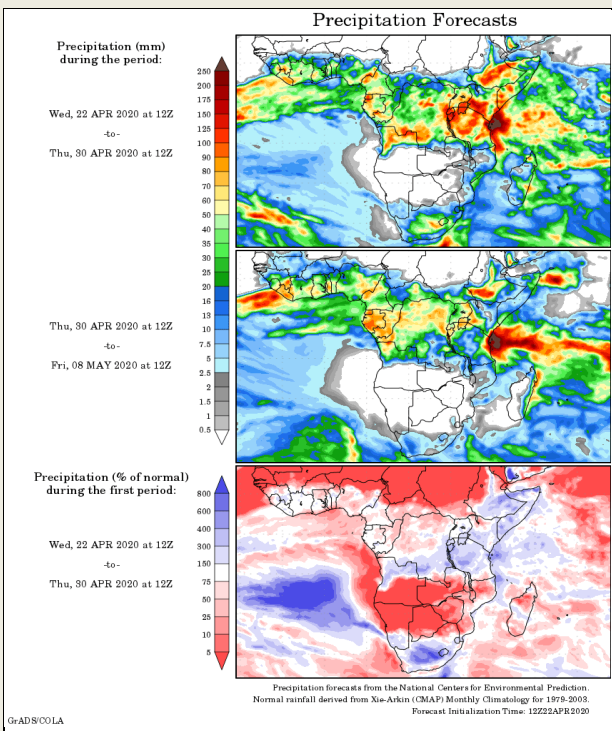 Precipitation Forecasts
Precipitation (mm)
during the period:
Wed, 22 APR 2020 at 12Z
-to-
Thu, 30 APR 2020 at 12Z
250
200
175
150
125
100
90
80
70
60
50
40
35
30
25
20
16
13
10
7.5
5
2.5
2
1.5
1
0.5
Thu, 30 APR 2020 at 12Z
-to-
Fri, 08 MAY 2020 at 12Z
Precipitation (% of normal)
during the first period:
Wed, 22 APR 2020 at 12Z
-to-
Thu, 30 APR 2020 at 12Z
800
600
400
300
150
75
50
25
10
5
Precipitation forecasts from the National Centers for Environmental Prediction.
Normal rainfall derived from Xie-Arkin (CMAP) Monthly Climatology for 1979-2003.
Forecast Initialization Time: 12Z22APR2020
GrADS/COLA